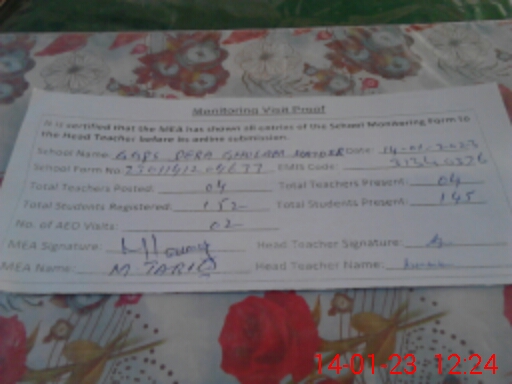 Monitoring Visit Proof
It is certified that the MEA has shown all entries of the School Monitoring Form to
the Head Teacher before its online submission.
School Name: GGPS DERA GHULAM Date: 14-01-2023
School Form No: EMIS Code: 31340376
Total Teachers Posted: 04 Total Teachers Present: 04
Total Students Registered: 152 Total Students Present: 145
No. of AEO Visits: 02
MEA Signature: Head Teacher Signature:
MEA Name: M TARIQ Head Teacher Name:
14-01-23 12:24